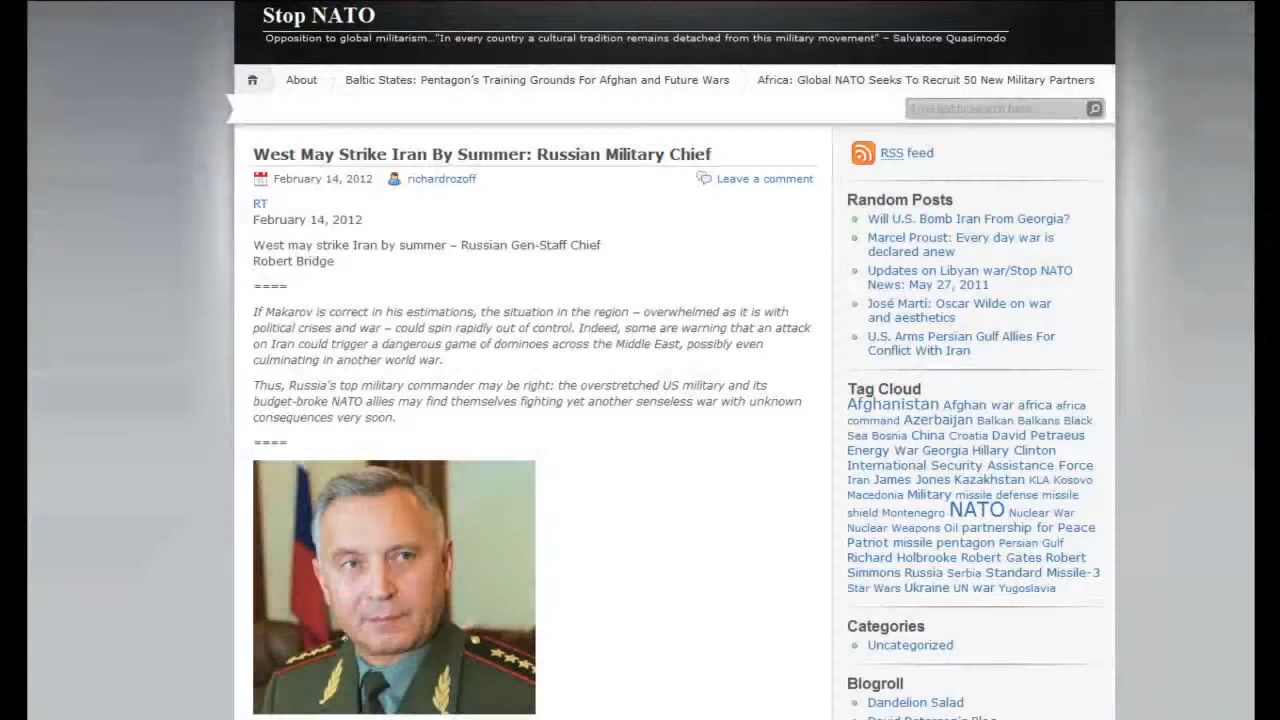 Stop NATO
Opposition to global militarism…"In every country a cultural tradition remains detached from this military movement" – Salvatore Quasimodo
About
Baltic States: Pentagon's Training Grounds For Afghan and Future Wars
Africa: Global NATO Seeks To Recruit 50 New Military Partners
West May Strike Iran By Summer: Russian Military Chief
February 14, 2012
richardrozoff
Leave a comment
RT
February 14, 2012
West may strike Iran by summer – Russian Gen-Staff Chief
Robert Bridge
====
If Makarov is correct in his estimations, the situation in the region – overwhelmed as it is with
political crises and war – could spin rapidly out of control. Indeed, some are warning that an attack
on Iran could trigger a dangerous game of dominoes across the Middle East, possibly even
culminating in another world war.
Thus, Russia's top military commander may be right: the overstretched US military and its
budget-broke NATO allies may find themselves fighting yet another senseless war with unknown
consequences very soon.
====
RSS feed
Random Posts
Will U.S. Bomb Iran From Georgia?
Marcel Proust: Every day war is
declared anew
Updates on Libyan war/Stop NATO
News: May 27, 2011
José Martí: Oscar Wilde on war
and aesthetics
U.S. Arms Persian Gulf Allies For
Conflict With Iran
Tag Cloud
Afghanistan Afghan war africa africa
command Azerbaijan Balkan Balkans Black
Sea Bosnia China Croatia David Petraeus
Energy War Georgia Hillary Clinton
International Security Assistance Force
Iran James Jones Kazakhstan KLA Kosovo
Macedonia Military missile defense missile
shield Montenegro NATO Nuclear War
Nuclear Weapons Oil partnership for Peace
Patriot missile pentagon Persian Gulf
Richard Holbrooke Robert Gates Robert
Simmons Russia Serbia Standard Missile-3
Star Wars Ukraine UN war Yugoslavia
Categories
Uncategorized
Blogroll
Dandelion Salad